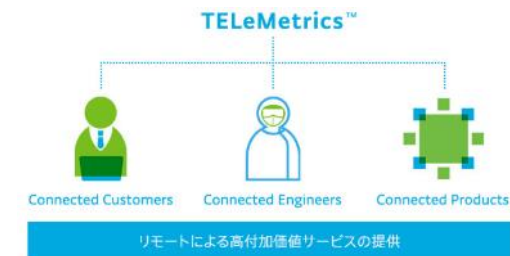 TELeMetrics™
Connected Customers
Connected Engineers
Connected Products
リモートによる高付加価値サービスの提供